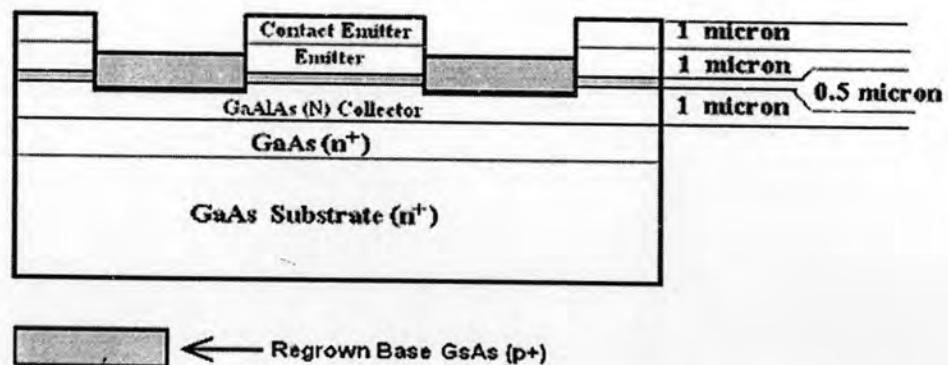 Contact Emitter
Emitter
GaAlAs (N) Collector
GaAs (n+)
GaAs Substrate (n+)
1 micron
1 micron
0.5 micron
1 micron
Regrown Base GsAs (p+)